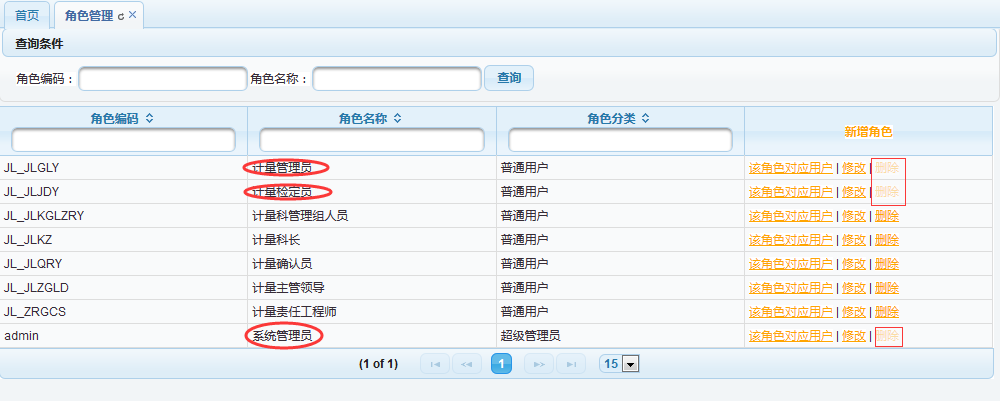 首页 角色管理
查询条件
角色编码： 角色名称： 查询
角色编码 角色名称 角色分类 新增角色
JL_JLGLY 计量管理员 普通用户 该角色对应用户 | 修改 | 删除
JL_JLJDY 计量检定员 普通用户 该角色对应用户 | 修改 | 删除
JL_JLKGLZRY 计量科管理组人员 普通用户 该角色对应用户 | 修改 | 删除
JL_JLKZ 计量科长 普通用户 该角色对应用户 | 修改 | 删除
JL_JLQRY 计量确认员 普通用户 该角色对应用户 | 修改 | 删除
JL_JLZGLD 计量主管领导 普通用户 该角色对应用户 | 修改 | 删除
JL_ZRGCS 计量责任工程师 普通用户 该角色对应用户 | 修改 | 删除
admin 系统管理员 超级管理员 该角色对应用户 | 修改 | 删除
(1 of 1) 1 15